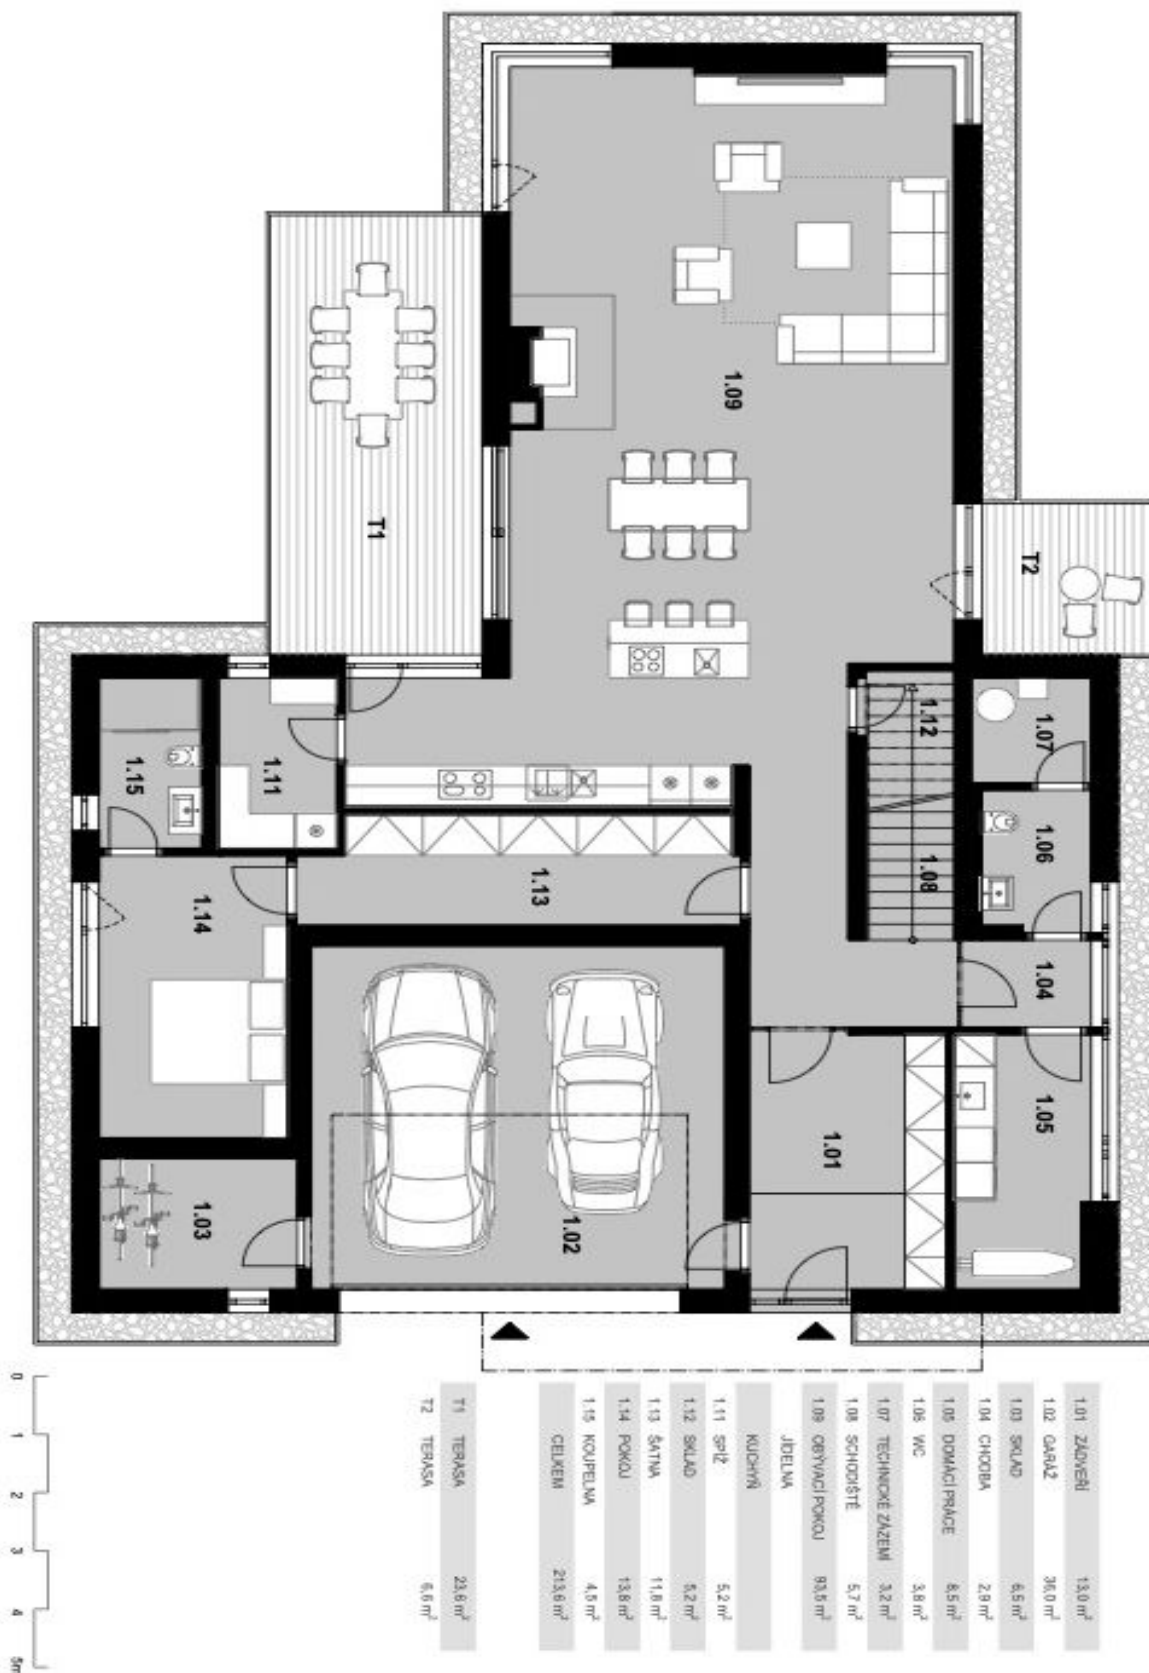 1.09
T1
T2
1.12
1.07
1.15
1.11
1.06
1.08
1.14
1.13
1.04
1.05
1.01
1.03
1.02
1.01 ZÁDVEŘÍ 13,0 m²
1.02 GARÁŽ 36,0 m²
1.03 SKLAD 6,5 m²
1.04 CHODBA 2,9 m²
1.05 DOMÁCÍ PRÁCE 8,5 m²
1.06 WC 3,8 m²
1.07 TECHNICKÉ ZÁZEMÍ 3,2 m²
1.08 SCHODIŠTĚ 5,7 m²
1.09 OBÝVACÍ POKOJ 93,5 m²
JÍDELNA
KUCHYŇ
1.11 SPÍŽ 5,2 m²
1.12 SKLAD 5,2 m²
1.13 ŠATNA 11,8 m²
1.14 POKOJ 13,8 m²
1.15 KOUPELNA 4,5 m²
CELKEM 213,6 m²
T1 TERASA 23,6 m²
T2 TERASA 6,6 m²
0 1 2 3 4 5m